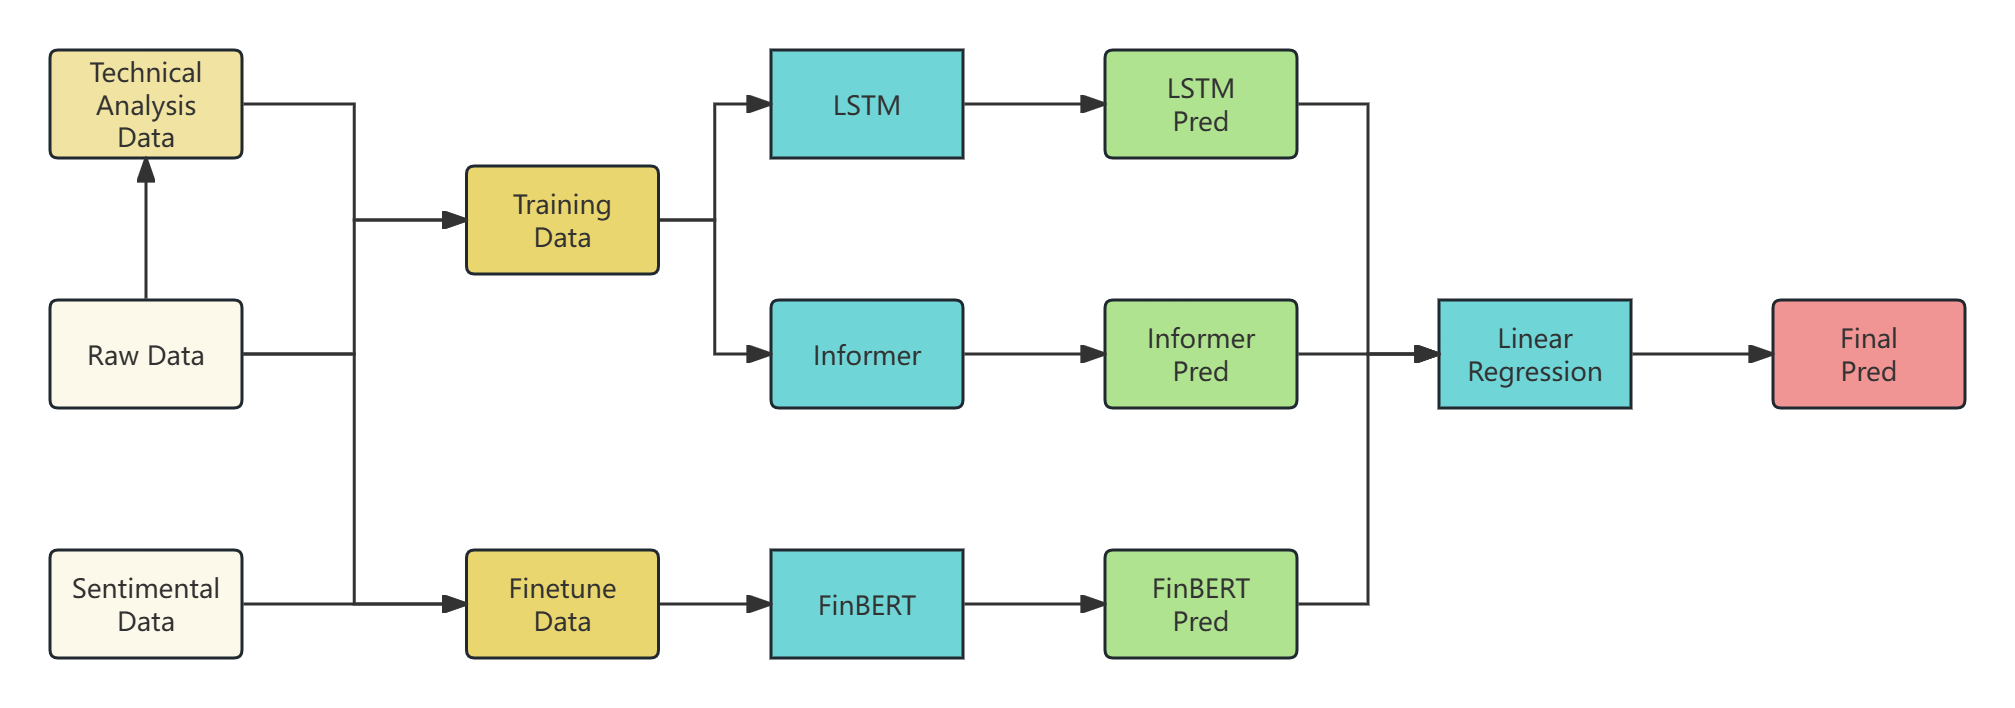 Technical
Analysis
Data
Raw Data
Sentimental
Data
Training
Data
Finetune
Data
LSTM
Informer
FinBERT
LSTM
Pred
Informer
Pred
FinBERT
Pred
Linear
Regression
Final
Pred